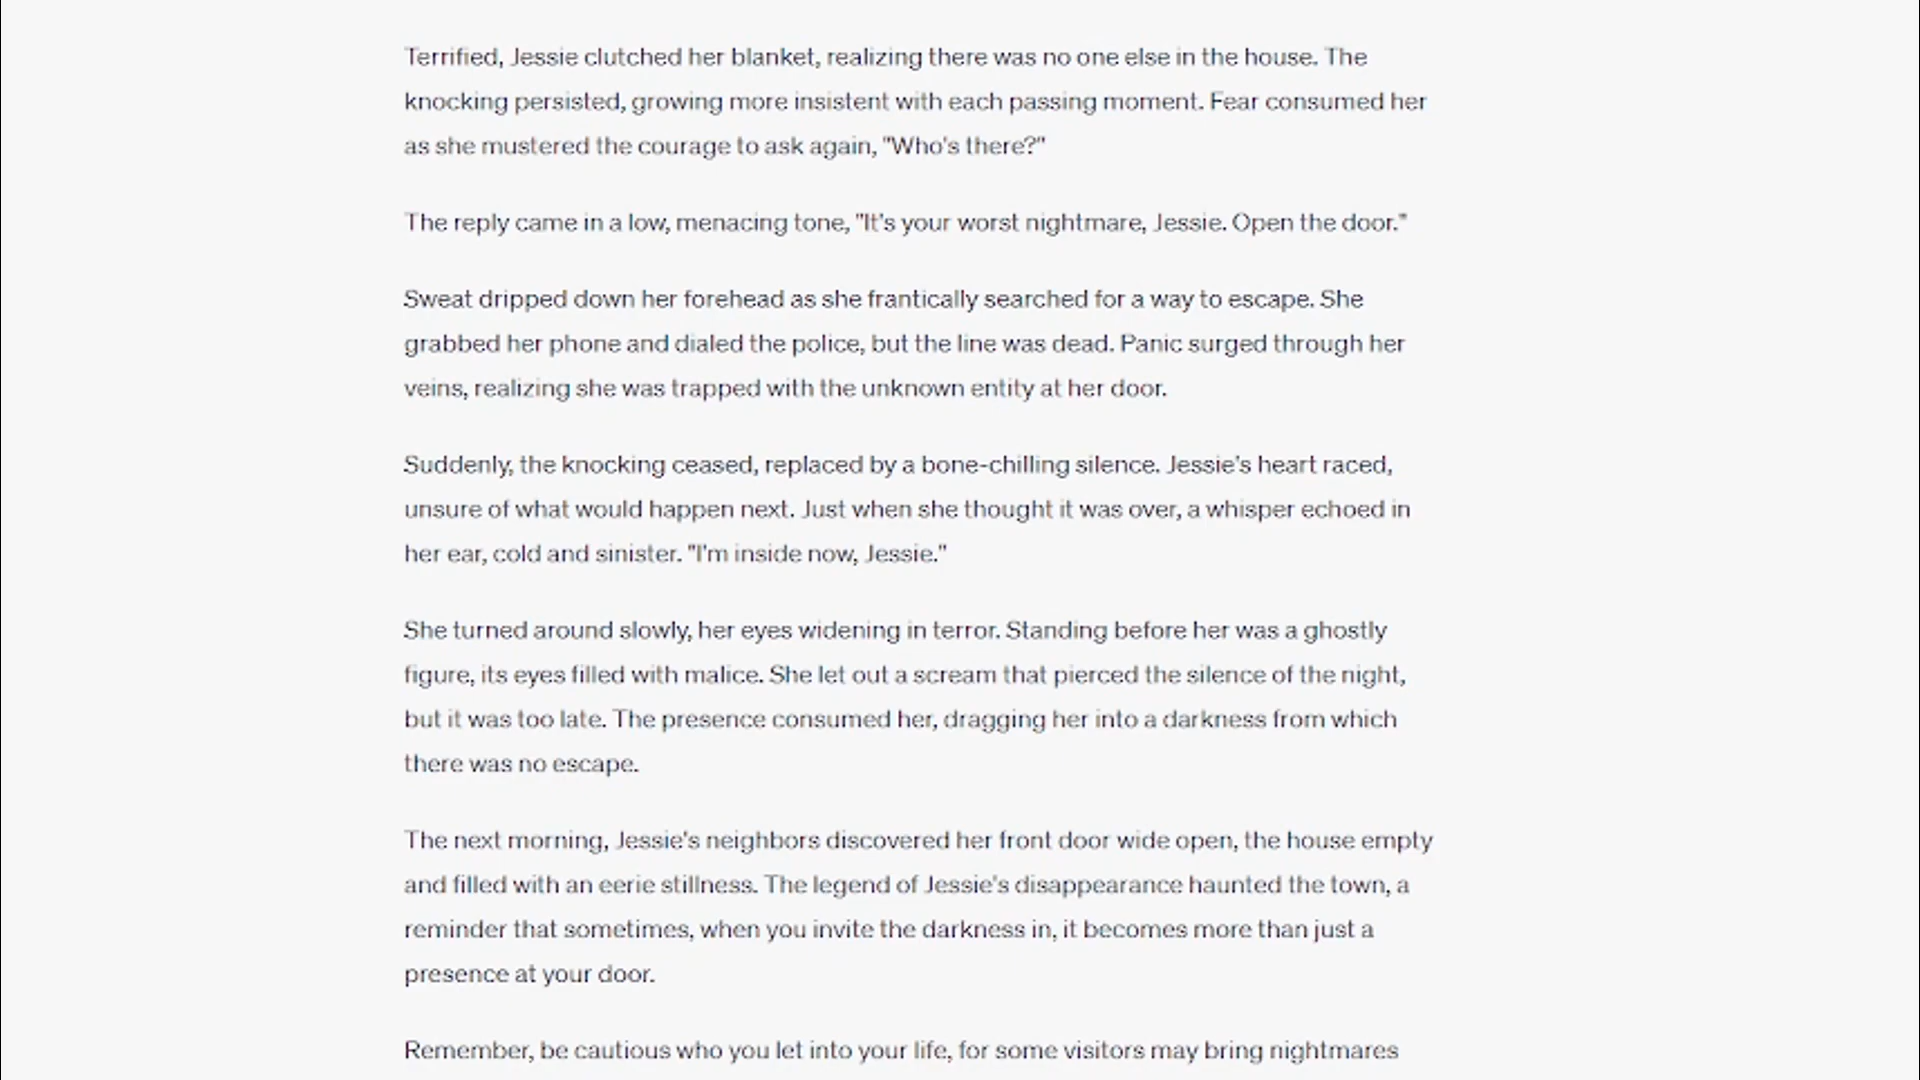 Terrified, Jessie clutched her blanket, realizing there was no one else in the house. The
knocking persisted, growing more insistent with each passing moment. Fear consumed her
as she mustered the courage to ask again, "Who's there?"
The reply came in a low, menacing tone, "It's your worst nightmare, Jessie. Open the door."
Sweat dripped down her forehead as she frantically searched for a way to escape. She
grabbed her phone and dialed the police, but the line was dead. Panic surged through her
veins, realizing she was trapped with the unknown entity at her door.
Suddenly, the knocking ceased, replaced by a bone-chilling silence. Jessie's heart raced,
unsure of what would happen next. Just when she thought it was over, a whisper echoed in
her ear, cold and sinister. "I'm inside now, Jessie."
She turned around slowly, her eyes widening in terror. Standing before her was a ghostly
figure, its eyes filled with malice. She let out a scream that pierced the silence of the night,
but it was too late. The presence consumed her, dragging her into a darkness from which
there was no escape.
The next morning, Jessie's neighbors discovered her front door wide open, the house empty
and filled with an eerie stillness. The legend of Jessie's disappearance haunted the town, a
reminder that sometimes, when you invite the darkness in, it becomes more than just a
presence at your door.
Remember, be cautious who you let into your life, for some visitors may bring nightmares